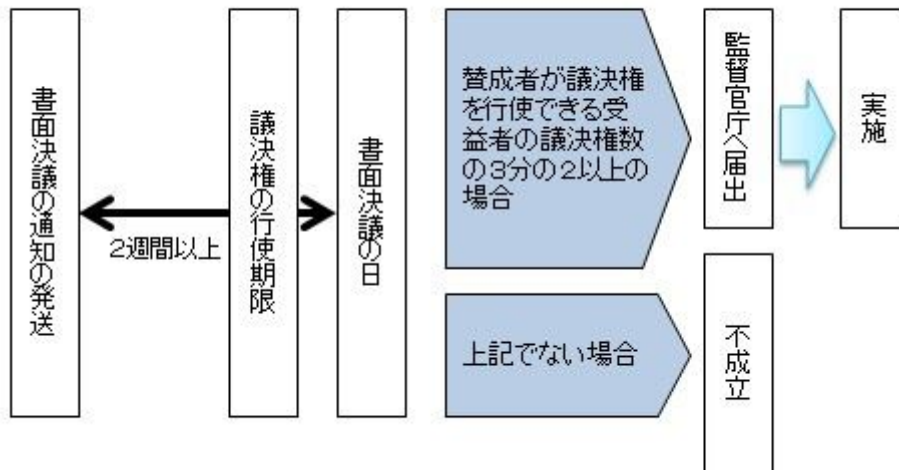 書面決議の通知の発送
2週間以上
議決権の行使期限
書面決議の日
賛成者が議決権
を行使できる受
益者の議決権数
の3分の2以上の
場合
監督官庁へ届出
実施
上記でない場合
不成立